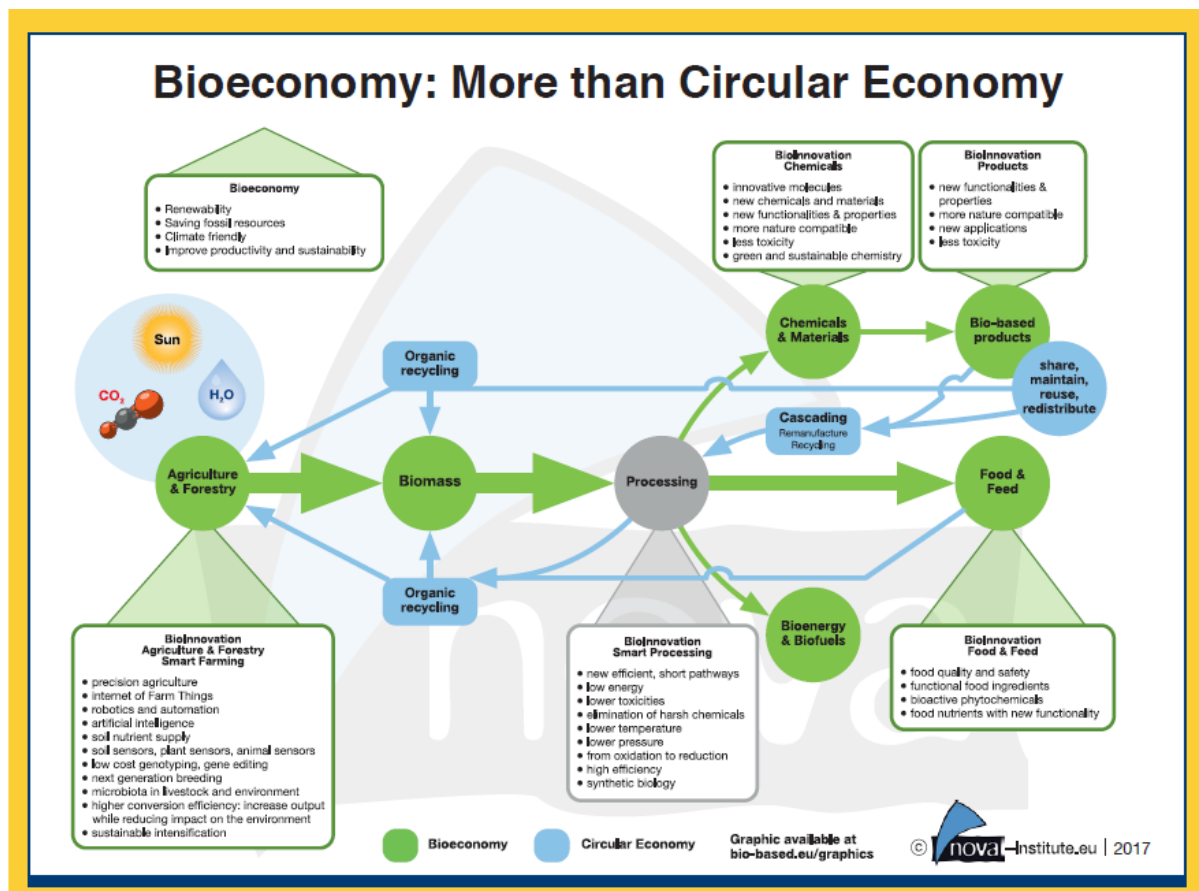 Bioeconomy: More than Circular Economy
Bioeconomy
• Renewability
• Saving fossil resources
• Climate friendly
• Improve productivity and sustainability
BioInnovation
Chemicals
• innovative molecules
• new chemicals and materials
• new functionalities & properties
• more nature compatible
• less toxicity
• green and sustainable chemistry
BioInnovation
Products
• new functionalities &
properties
• more nature compatible
• new applications
• less toxicity
Sun
CO2
H2O
Organic
recycling
Chemicals
& Materials
Bio-based
products
share,
maintain,
reuse,
redistribute
Cascading
Remanufacture
Recycling
Agriculture
& Forestry
Biomass
Processing
Food &
Feed
Organic
recycling
Bioenergy
& Biofuels
BioInnovation
Agriculture & Forestry
Smart Farming
• precision agriculture
• internet of Farm Things
• robotics and automation
• artificial intelligence
• soil nutrient supply
• soil sensors, plant sensors, animal sensors
• low cost genotyping, gene editing
• next generation breeding
• microbiota in livestock and environment
• higher conversion efficiency: increase output
while reducing impact on the environment
• sustainable intensification
BioInnovation
Smart Processing
• new efficient, short pathways
• low energy
• lower toxicities
• elimination of harsh chemicals
• lower temperature
• lower pressure
• from oxidation to reduction
• high efficiency
• synthetic biology
BioInnovation
Food & Feed
• food quality and safety
• functional food ingredients
• bioactive phytochemicals
• food nutrients with new functionality
nova
Bioeconomy
Circular Economy
Graphic available at
bio-based.eu/graphics
© nova-Institute.eu | 2017